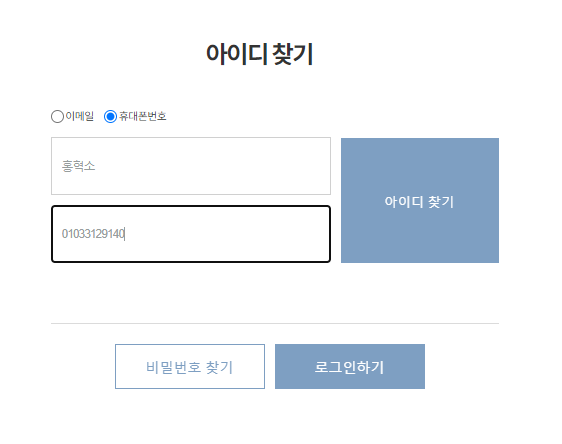 아이디 찾기
이메일 휴대폰번호
홍혁소
아이디 찾기
01033129140
비밀번호 찾기 로그인하기